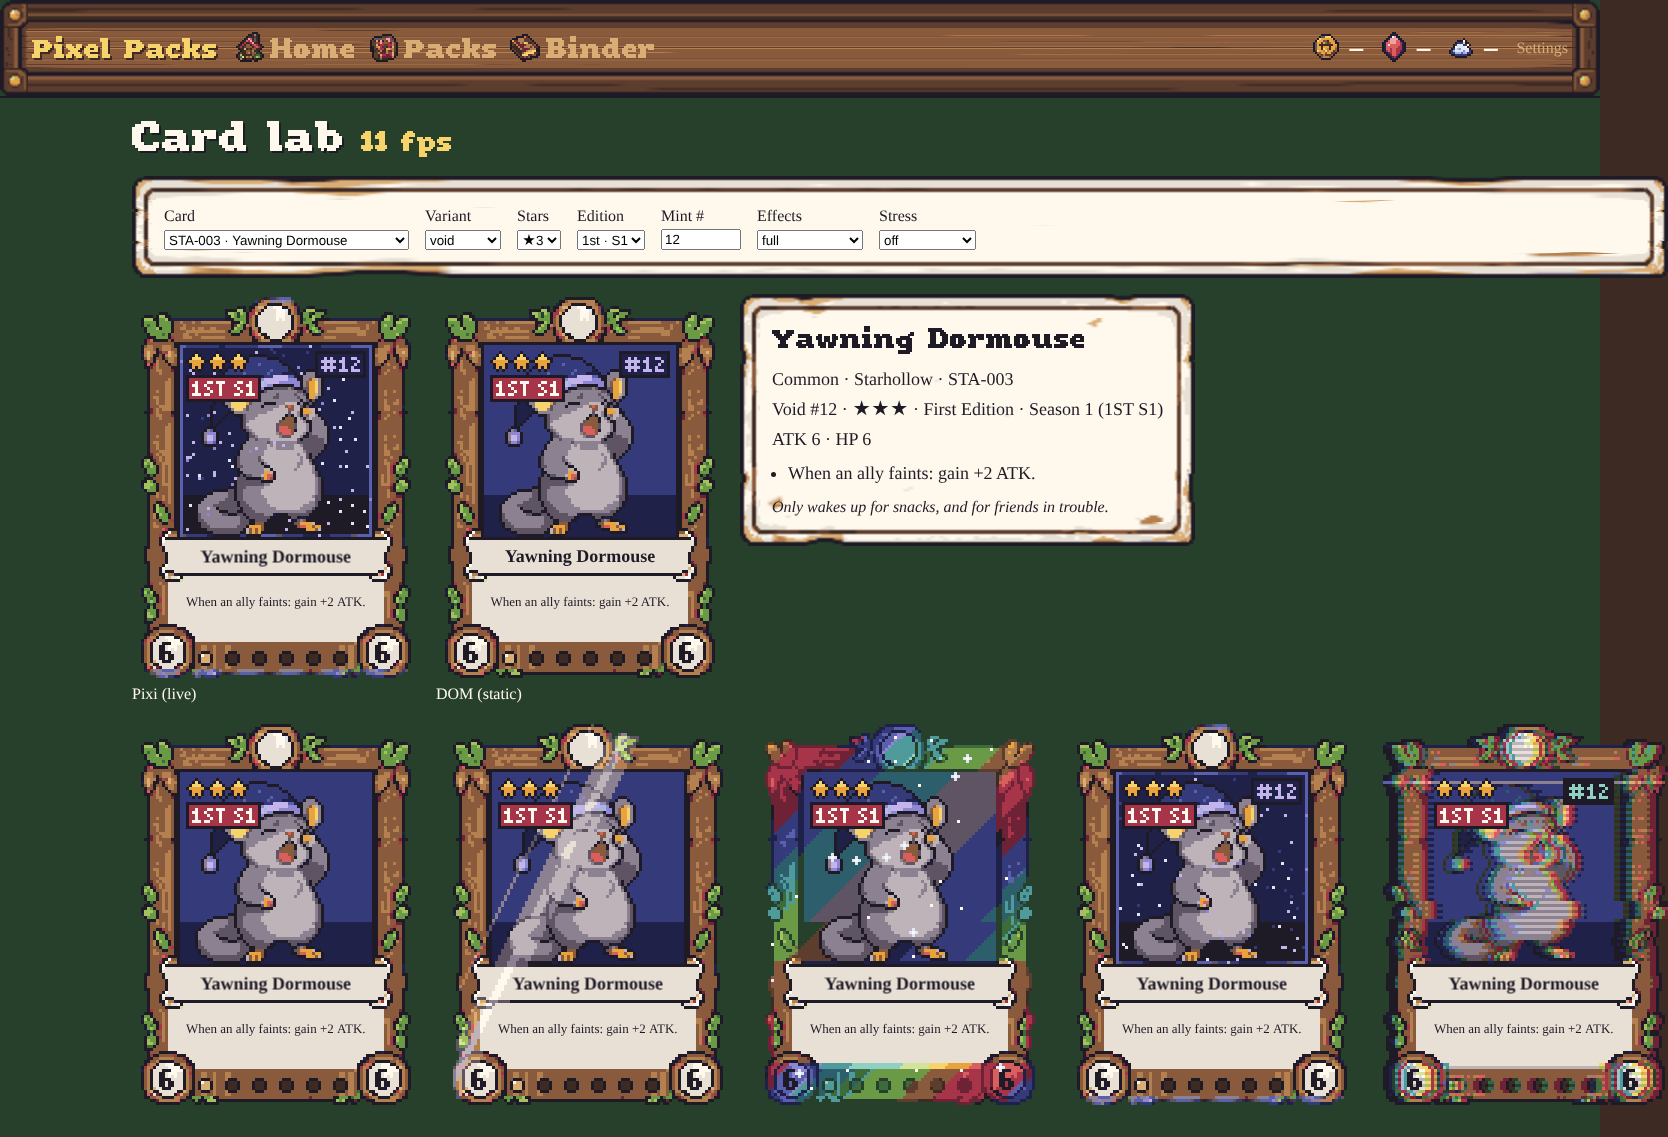 Pixel Packs Home Packs Binder – – – Settings
Card lab 11 fps
Card Variant Stars Edition Mint # Effects Stress
STA-003 · Yawning Dormouse void ★3 1st · S1 12 full off
#12
1ST S1
Yawning Dormouse
When an ally faints: gain +2 ATK.
6 6
Pixi (live)
#12
1ST S1
Yawning Dormouse
When an ally faints: gain +2 ATK.
6 6
DOM (static)
Yawning Dormouse
Common · Starhollow · STA-003
Void #12 · ★★★ · First Edition · Season 1 (1ST S1)
ATK 6 · HP 6
• When an ally faints: gain +2 ATK.
Only wakes up for snacks, and for friends in trouble.
1ST S1
Yawning Dormouse
When an ally faints: gain +2 ATK.
6 6
1ST S1
Yawning Dormouse
When an ally faints: gain +2 ATK.
6 6
1ST S1
Yawning Dormouse
When an ally faints: gain +2 ATK.
6 6
#12
1ST S1
Yawning Dormouse
When an ally faints: gain +2 ATK.
6 6
#12
1ST S1
Yawning Dormouse
When an ally faints: gain +2 ATK.
6 6